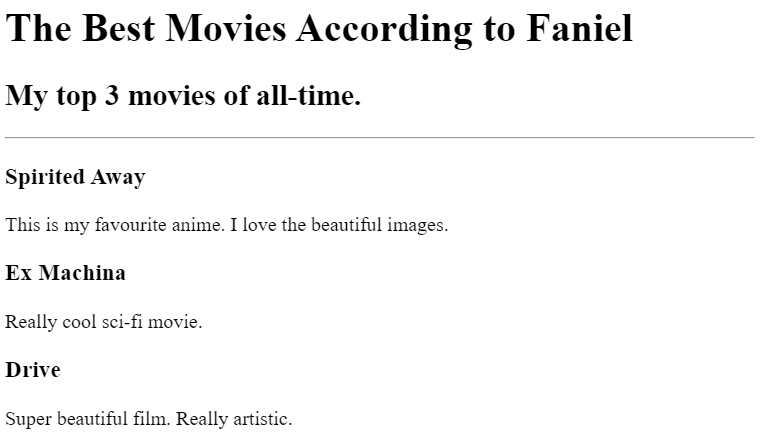 The Best Movies According to Faniel
My top 3 movies of all-time.
Spirited Away
This is my favourite anime. I love the beautiful images.
Ex Machina
Really cool sci-fi movie.
Drive
Super beautiful film. Really artistic.